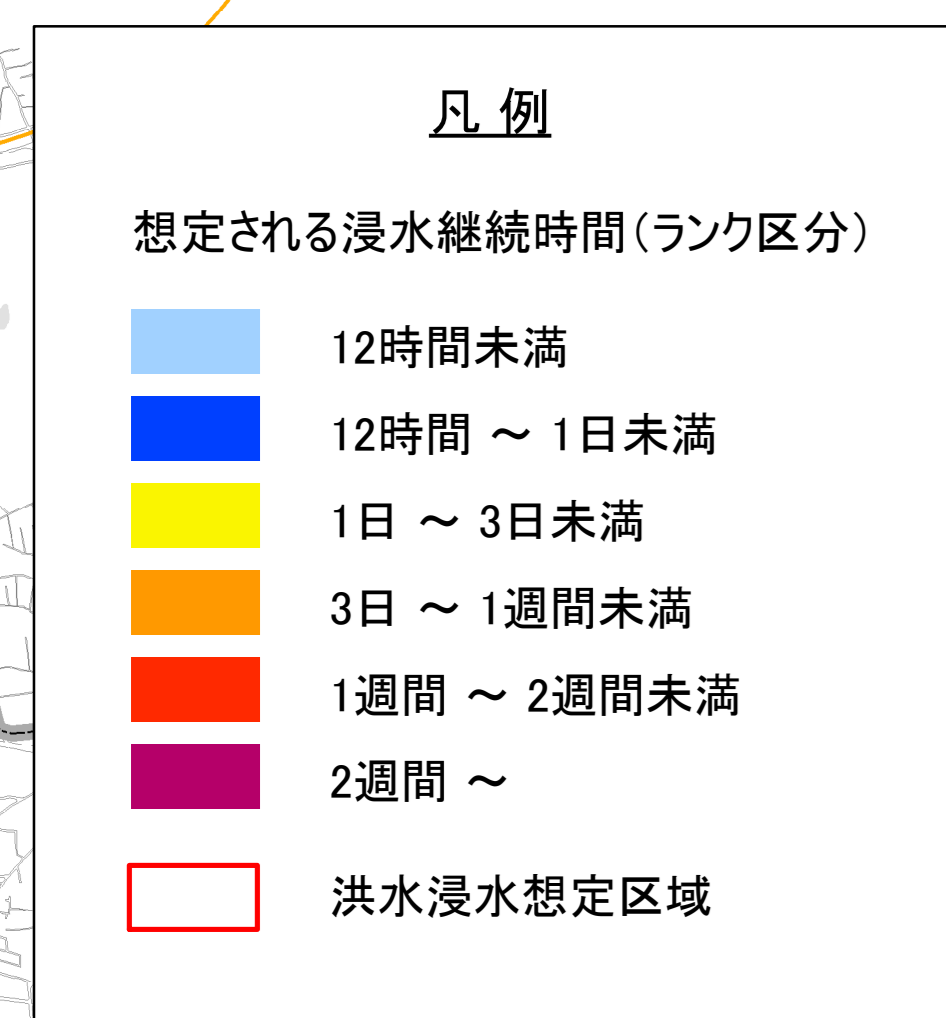 凡 例
想定される浸水継続時間（ランク区分）
12時間未満
12時間 ～ 1日未満
1日 ～ 3日未満
3日 ～ 1週間未満
1週間 ～ 2週間未満
2週間 ～
洪水浸水想定区域